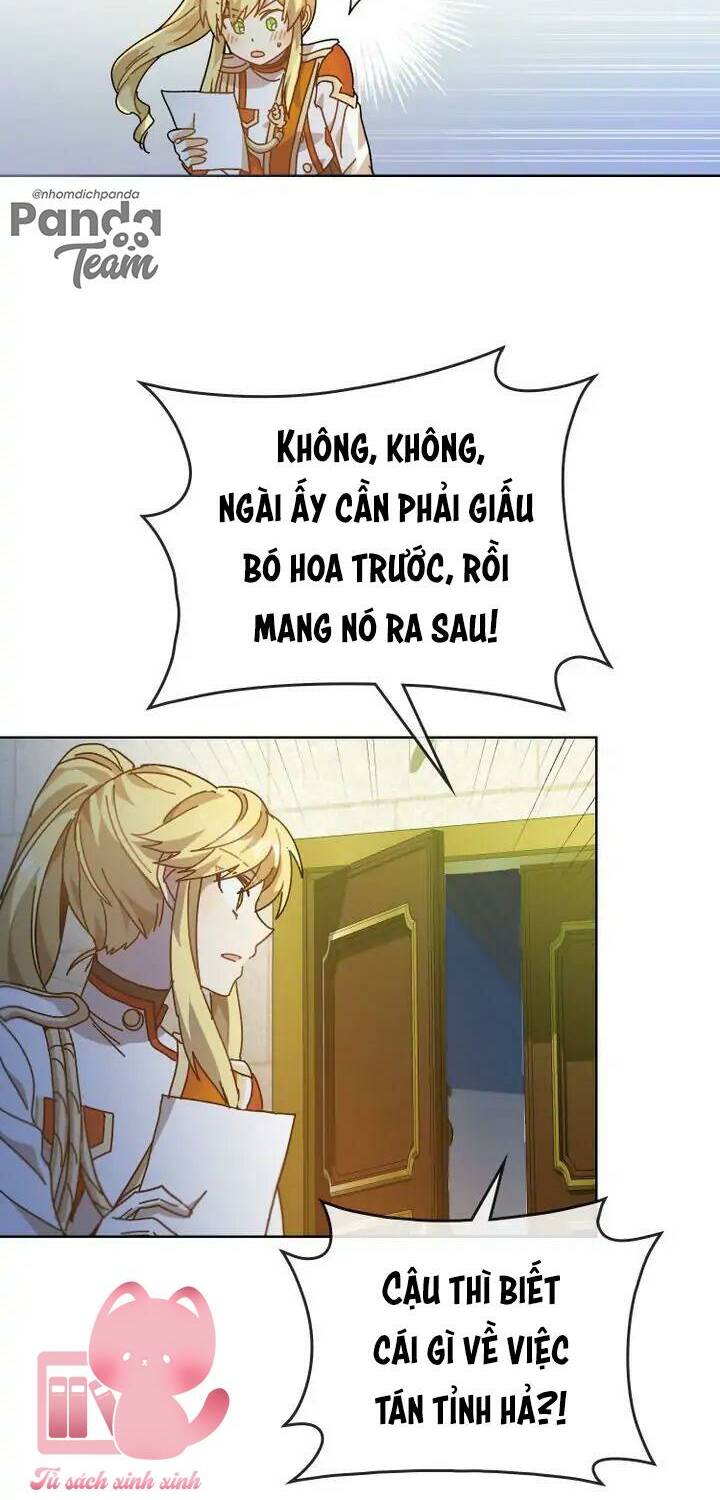 @nhomdichpanda
Panda
Team
KHÔNG, KHÔNG,
NGÀI ẤY CẦN PHẢI GIẤU
BÓ HOA TRƯỚC, RỒI
MANG NÓ RA SAU!
CẬU THÌ BIẾT
CÁI GÌ VỀ VIỆC
TÁN TỈNH HẢ?!
Tủ sách xinh xinh